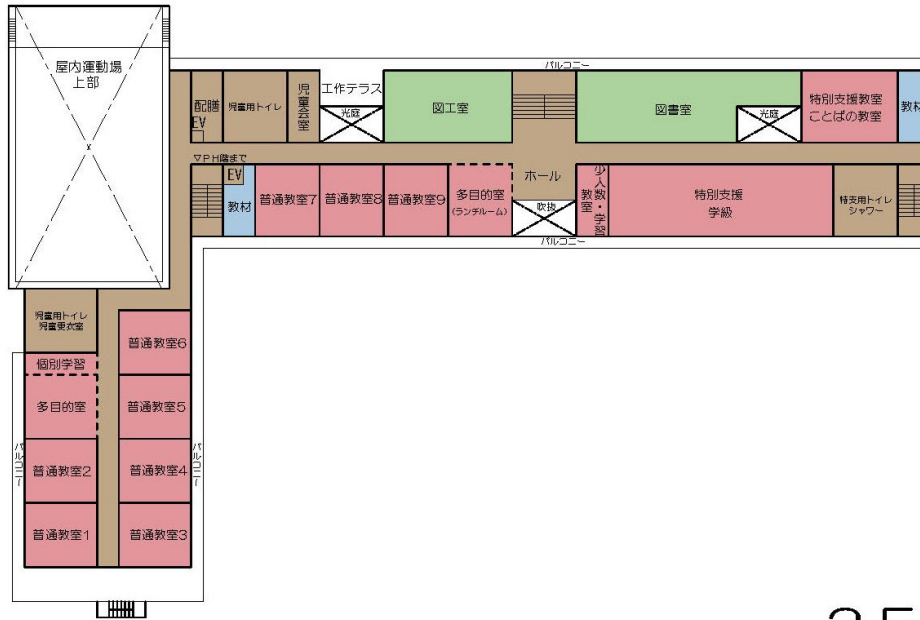 屋内運動場
上部
バルコニー
配膳
EV
児童用トイレ
児童会室
工作テラス
光庭
図工室
図書室
光庭
特別支援教室
ことばの教室
教材
▽PH階まで
EV
教材
普通教室7
普通教室8
普通教室9
多目的室
(ランチルーム)
ホール
吹抜
少人数・学習
教室
特別支援
学級
特支用トイレ
シャワー
バルコニー
児童用トイレ
児童更衣室
個別学習
多目的室
普通教室2
普通教室1
普通教室6
普通教室5
普通教室4
普通教室3
バルコニー
バルコニー